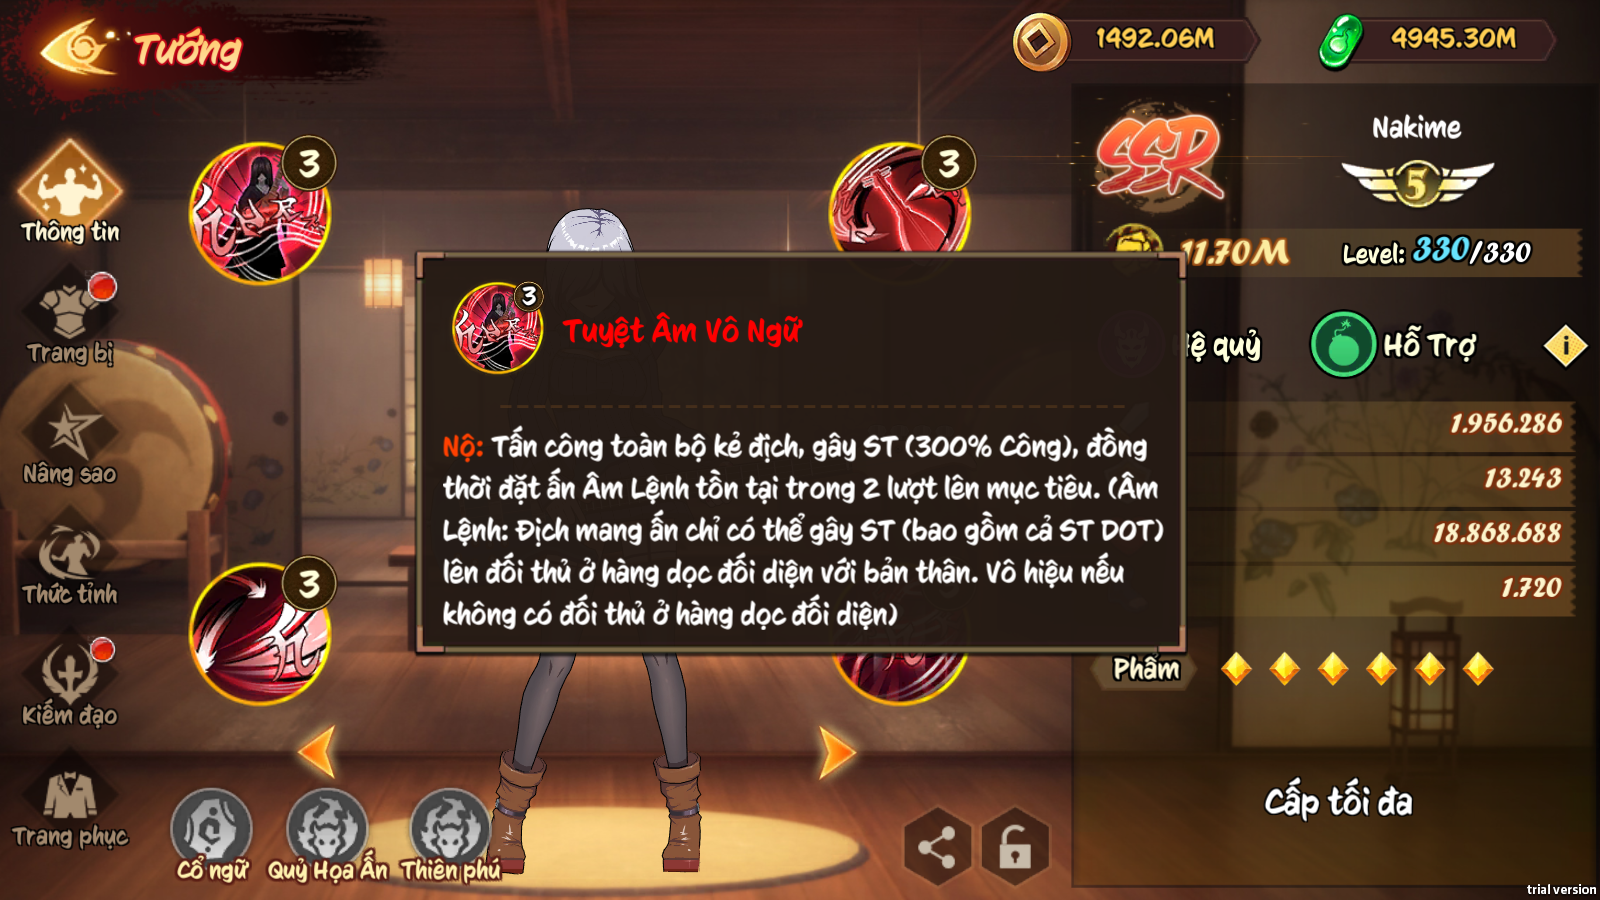 Tướng
1492.06M
4945.30M
SSR
Nakime
5
11.70M
Level: 330/330
Thông tin
3
3
3
Tuyệt Âm Vô Ngữ
Hệ quỷ
Hỗ Trợ
i
Trang bị
Nộ: Tấn công toàn bộ kẻ địch, gây ST (300% Công), đồng
thời đặt ấn Âm Lệnh tồn tại trong 2 lượt lên mục tiêu. (Âm
Lệnh: Địch mang ấn chỉ có thể gây ST (bao gồm cả ST DOT)
lên đối thủ ở hàng dọc đối diện với bản thân. Vô hiệu nếu
không có đối thủ ở hàng dọc đối diện)
1.956.286
13.243
18.868.688
1.720
Nâng sao
Thức tỉnh
3
Kiếm đạo
Phẩm
Trang phục
Cấp tối đa
Cổ ngữ
Quỷ Họa Ấn
Thiên phú
trial version